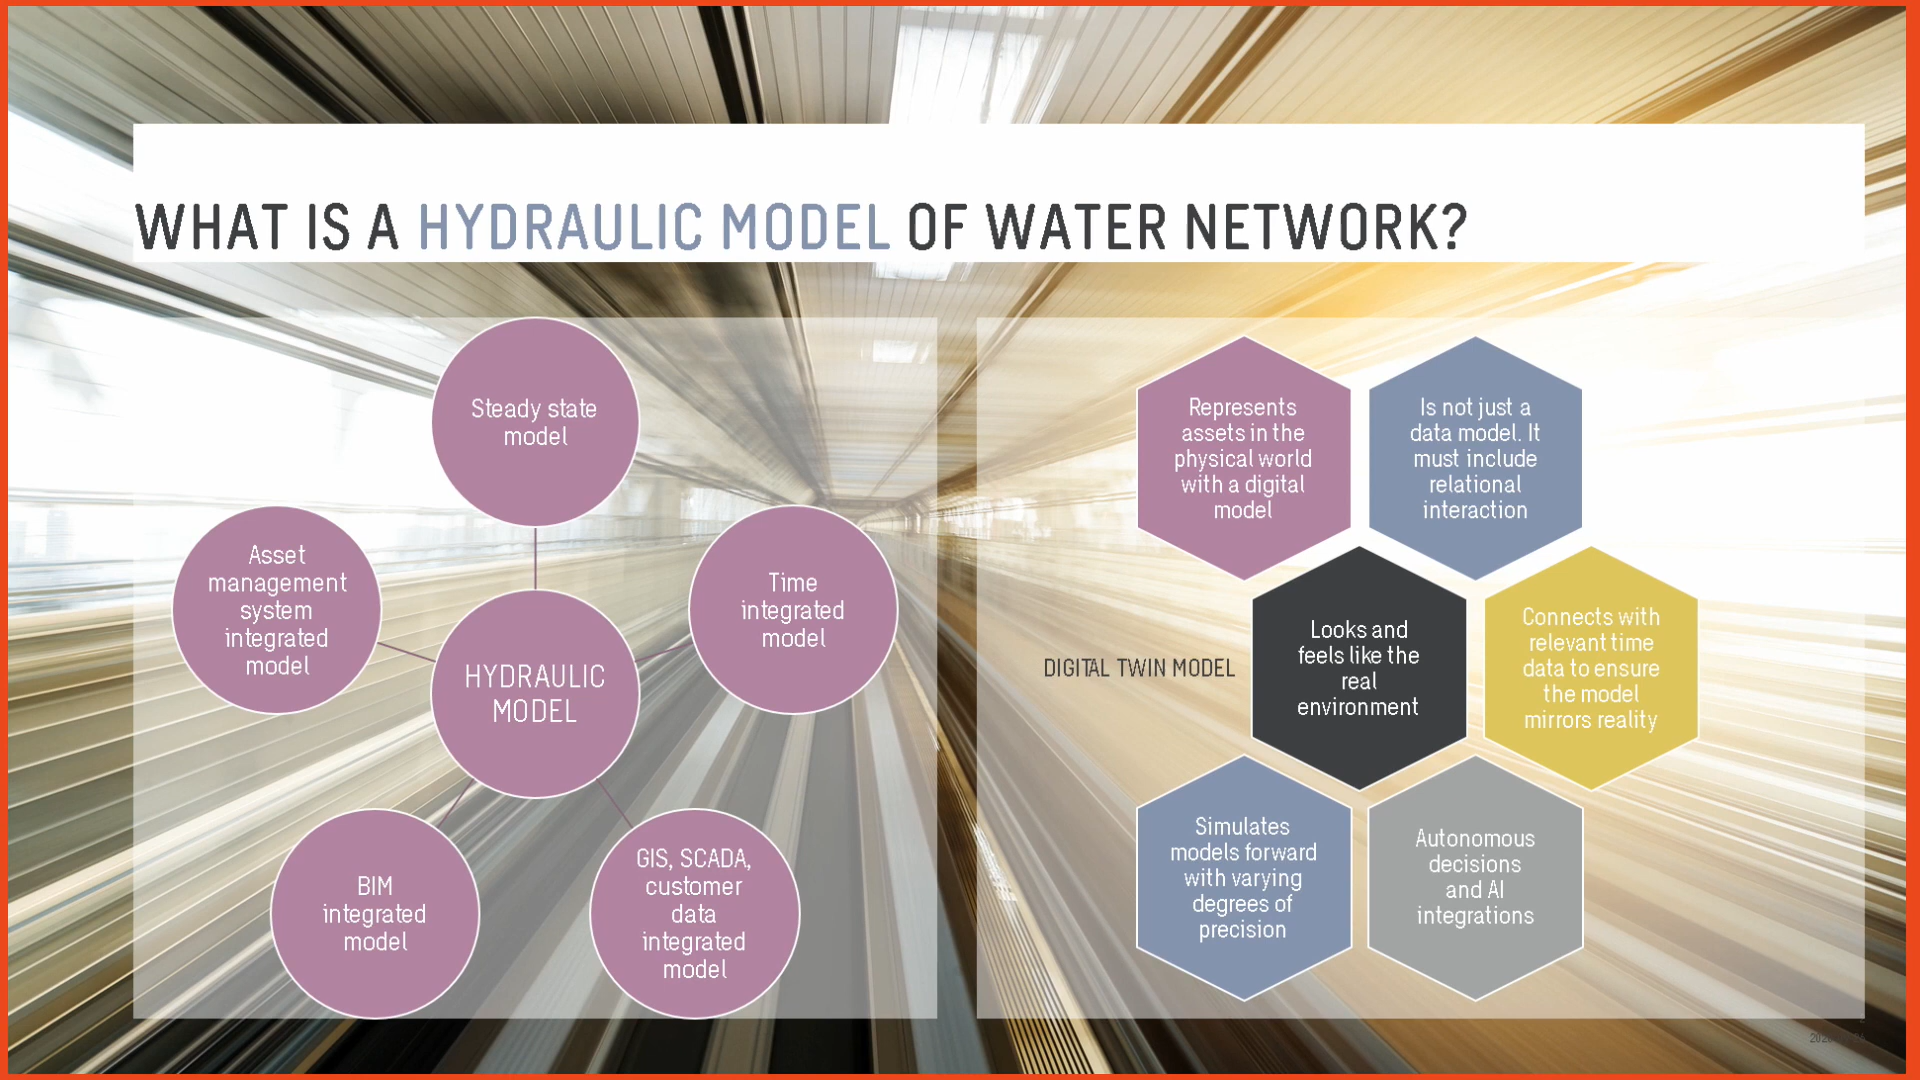 WHAT IS A HYDRAULIC MODEL OF WATER NETWORK?
Steady state
model
Time
integrated
model
GIS, SCADA,
customer
data
integrated
model
BIM
integrated
model
Asset
management
system
integrated
model
HYDRAULIC
MODEL
DIGITAL TWIN MODEL
Represents
assets in the
physical world
with a digital
model
Is not just a
data model. It
must include
relational
interaction
Looks and
feels like the
real
environment
Connects with
relevant time
data to ensure
the model
mirrors reality
Simulates
models forward
with varying
degrees of
precision
Autonomous
decisions
and AI
integrations